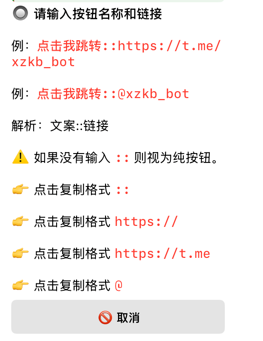 🔘 请输入按钮名称和链接
例：点击我跳转::https://t.me/
xzkb_bot
例：点击我跳转::@xzkb_bot
解析：文案::链接
⚠️ 如果没有输入 :: 则视为纯按钮。
👉 点击复制格式 ::
👉 点击复制格式 https://
👉 点击复制格式 https://t.me
👉 点击复制格式 @
🚫 取消